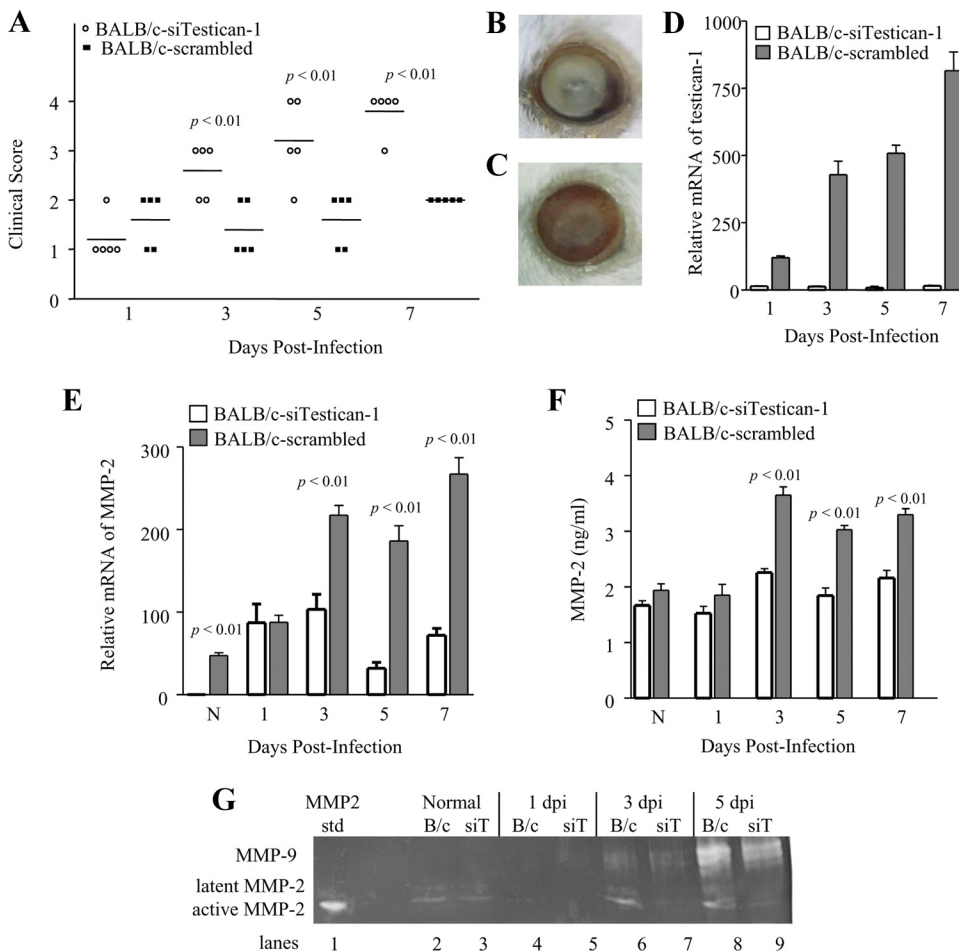 A
BALB/c-siTestican-1
BALB/c-scrambled
p < 0.01
p < 0.01
p < 0.01
Clinical Score
4
3
2
1
0
1 3 5 7
Days Post-Infection
B
C
D
BALB/c-siTestican-1
BALB/c-scrambled
Relative mRNA of testican-1
1000
750
500
250
0
1 3 5 7
Days Post-Infection
E
BALB/c-siTestican-1
BALB/c-scrambled
Relative mRNA of MMP-2
300
200
100
0
p < 0.01
p < 0.01
p < 0.01
p < 0.01
N 1 3 5 7
Days Post-Infection
F
BALB/c-siTestican-1
BALB/c-scrambled
MMP-2 (ng/ml)
5
4
3
2
1
0
p < 0.01
p < 0.01
p < 0.01
N 1 3 5 7
Days Post-Infection
G
MMP2 Normal 1 dpi 3 dpi 5 dpi
std B/c siT B/c siT B/c siT B/c siT
MMP-9
latent MMP-2
active MMP-2
lanes 1 2 3 4 5 6 7 8 9